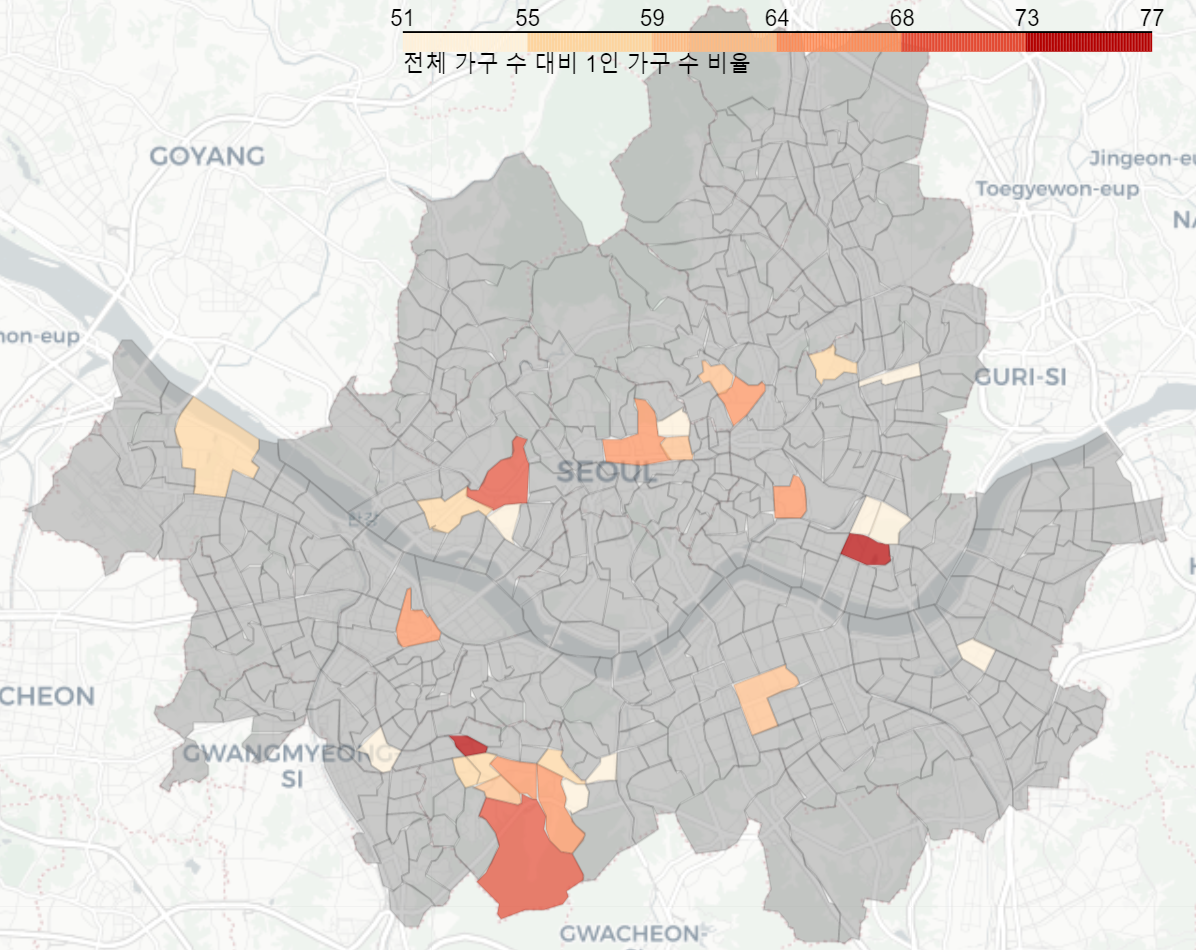 51 55 59 64 68 73 77
전체 가구 수 대비 1인 가구 수 비율
GOYANG
Jingeon-eu
Toegyewon-eup
NA
non-eup
GURI-SI
SEOUL
한강
H
CHEON
GWANGMYEONG-
SI
GWACHEON-